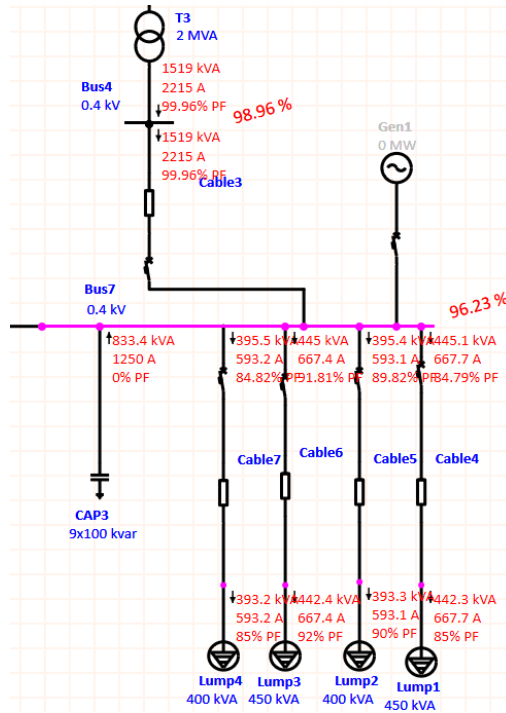 T3
2 MVA
1519 kVA
2215 A
99.96% PF
Bus4
0.4 kV
98.96 %
1519 kVA
2215 A
99.96% PF
Cable3
Gen1
0 MW
Bus7
0.4 kV
96.23 %
833.4 kVA
1250 A
0% PF
395.5 kVA
593.2 A
84.82% PF
445 kVA
667.4 A
91.81% PF
395.4 kVA
593.1 A
89.82% PF
445.1 kVA
667.7 A
84.79% PF
Cable7
Cable6
Cable5
Cable4
CAP3
9x100 kvar
393.2 kVA
593.2 A
85% PF
442.4 kVA
667.4 A
92% PF
393.3 kVA
593.1 A
90% PF
442.3 kVA
667.7 A
85% PF
Lump4
400 kVA
Lump3
450 kVA
Lump2
400 kVA
Lump1
450 kVA